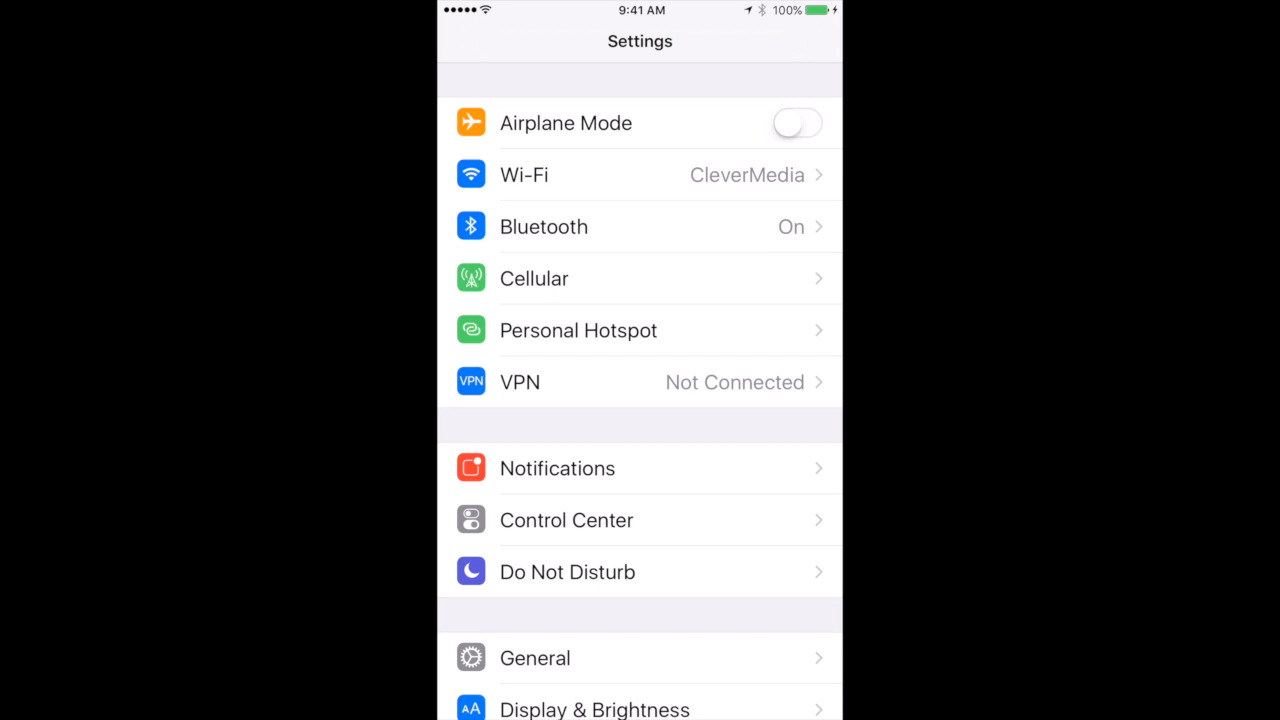 9:41 AM 100%
Settings
Airplane Mode
Wi-Fi CleverMedia
Bluetooth On
Cellular
Personal Hotspot
VPN VPN Not Connected
Notifications
Control Center
Do Not Disturb
General
AA Display & Brightness